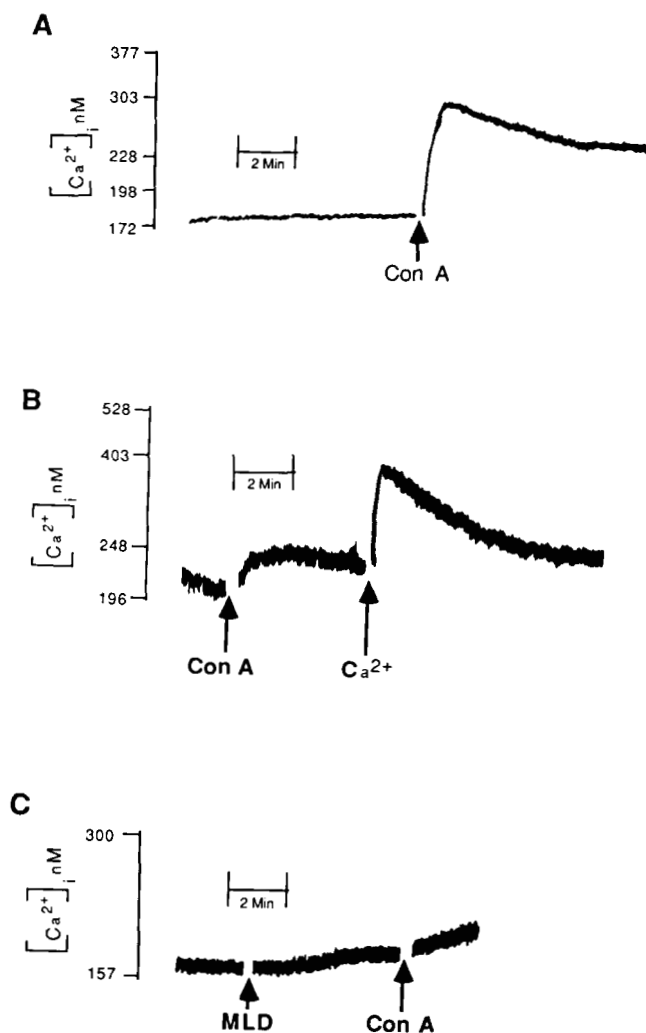 A
377
303
228
198
172
[Ca²⁺]i nM
2 Min
Con A
B
528
403
248
196
[Ca²⁺]i nM
2 Min
Con A
Ca²⁺
C
300
157
[Ca²⁺]i nM
2 Min
MLD
Con A